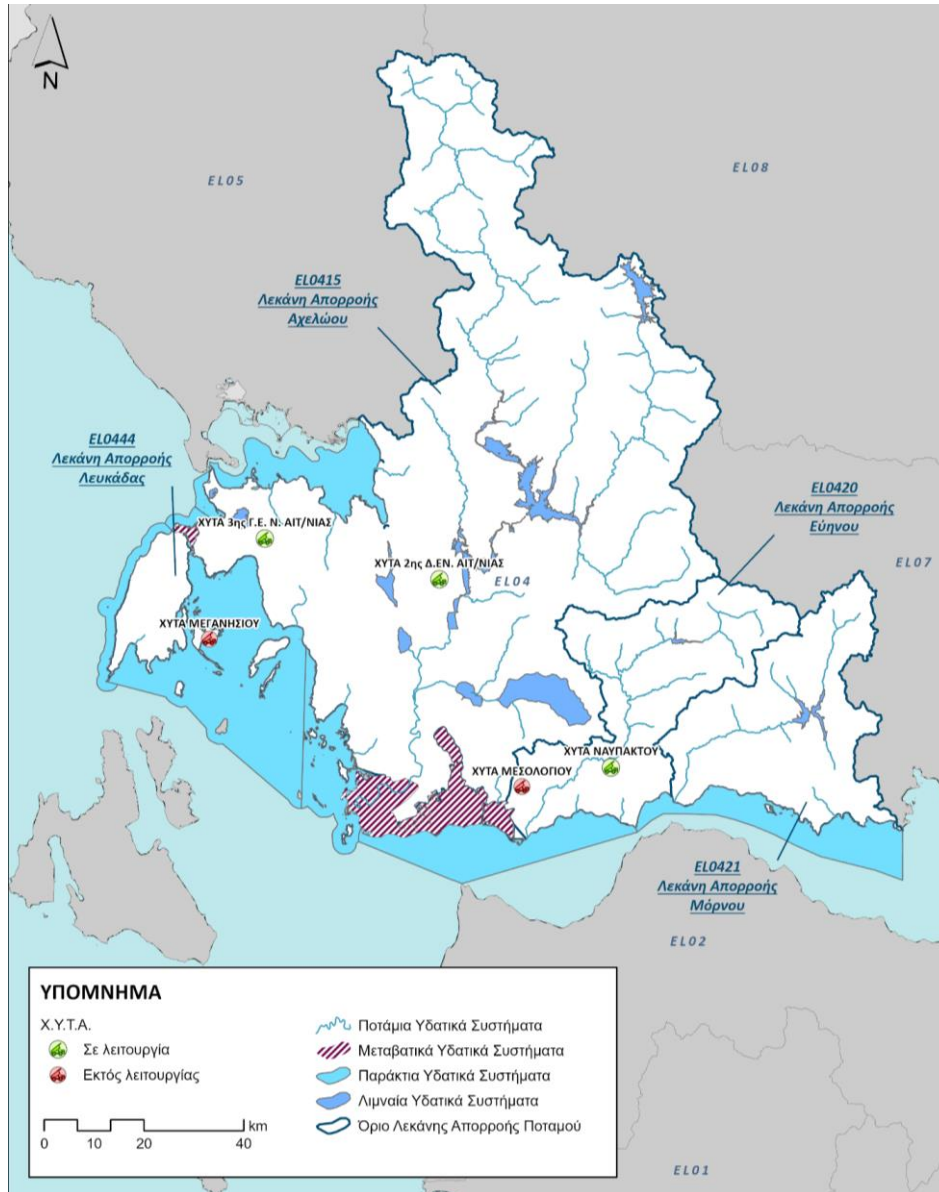 N
EL05
EL08
EL0415
Λεκάνη Απορροής
Αχελώου
EL0444
Λεκάνη Απορροής
Λευκάδας
EL0420
Λεκάνη Απορροής
Εύηνου
ΧΥΤΑ 3ης Γ.Ε. Ν. ΑΙΤ/ΝΙΑΣ
ΧΥΤΑ 2ης Δ.ΕΝ. ΑΙΤ/ΝΙΑΣ
EL04
EL07
ΧΥΤΑ ΜΕΓΑΝΗΣΙΟΥ
ΧΥΤΑ ΝΑΥΠΑΚΤΟΥ
ΧΥΤΑ ΜΕΣΟΛΟΓΙΟΥ
EL0421
Λεκάνη Απορροής
Μόρνου
EL02
ΥΠΟΜΝΗΜΑ
Χ.Υ.Τ.Α.
Σε λειτουργία
Εκτός λειτουργίας
Ποτάμια Υδατικά Συστήματα
Μεταβατικά Υδατικά Συστήματα
Παράκτια Υδατικά Συστήματα
Λιμναία Υδατικά Συστήματα
Όριο Λεκάνης Απορροής Ποταμού
km
0 10 20 40
EL01